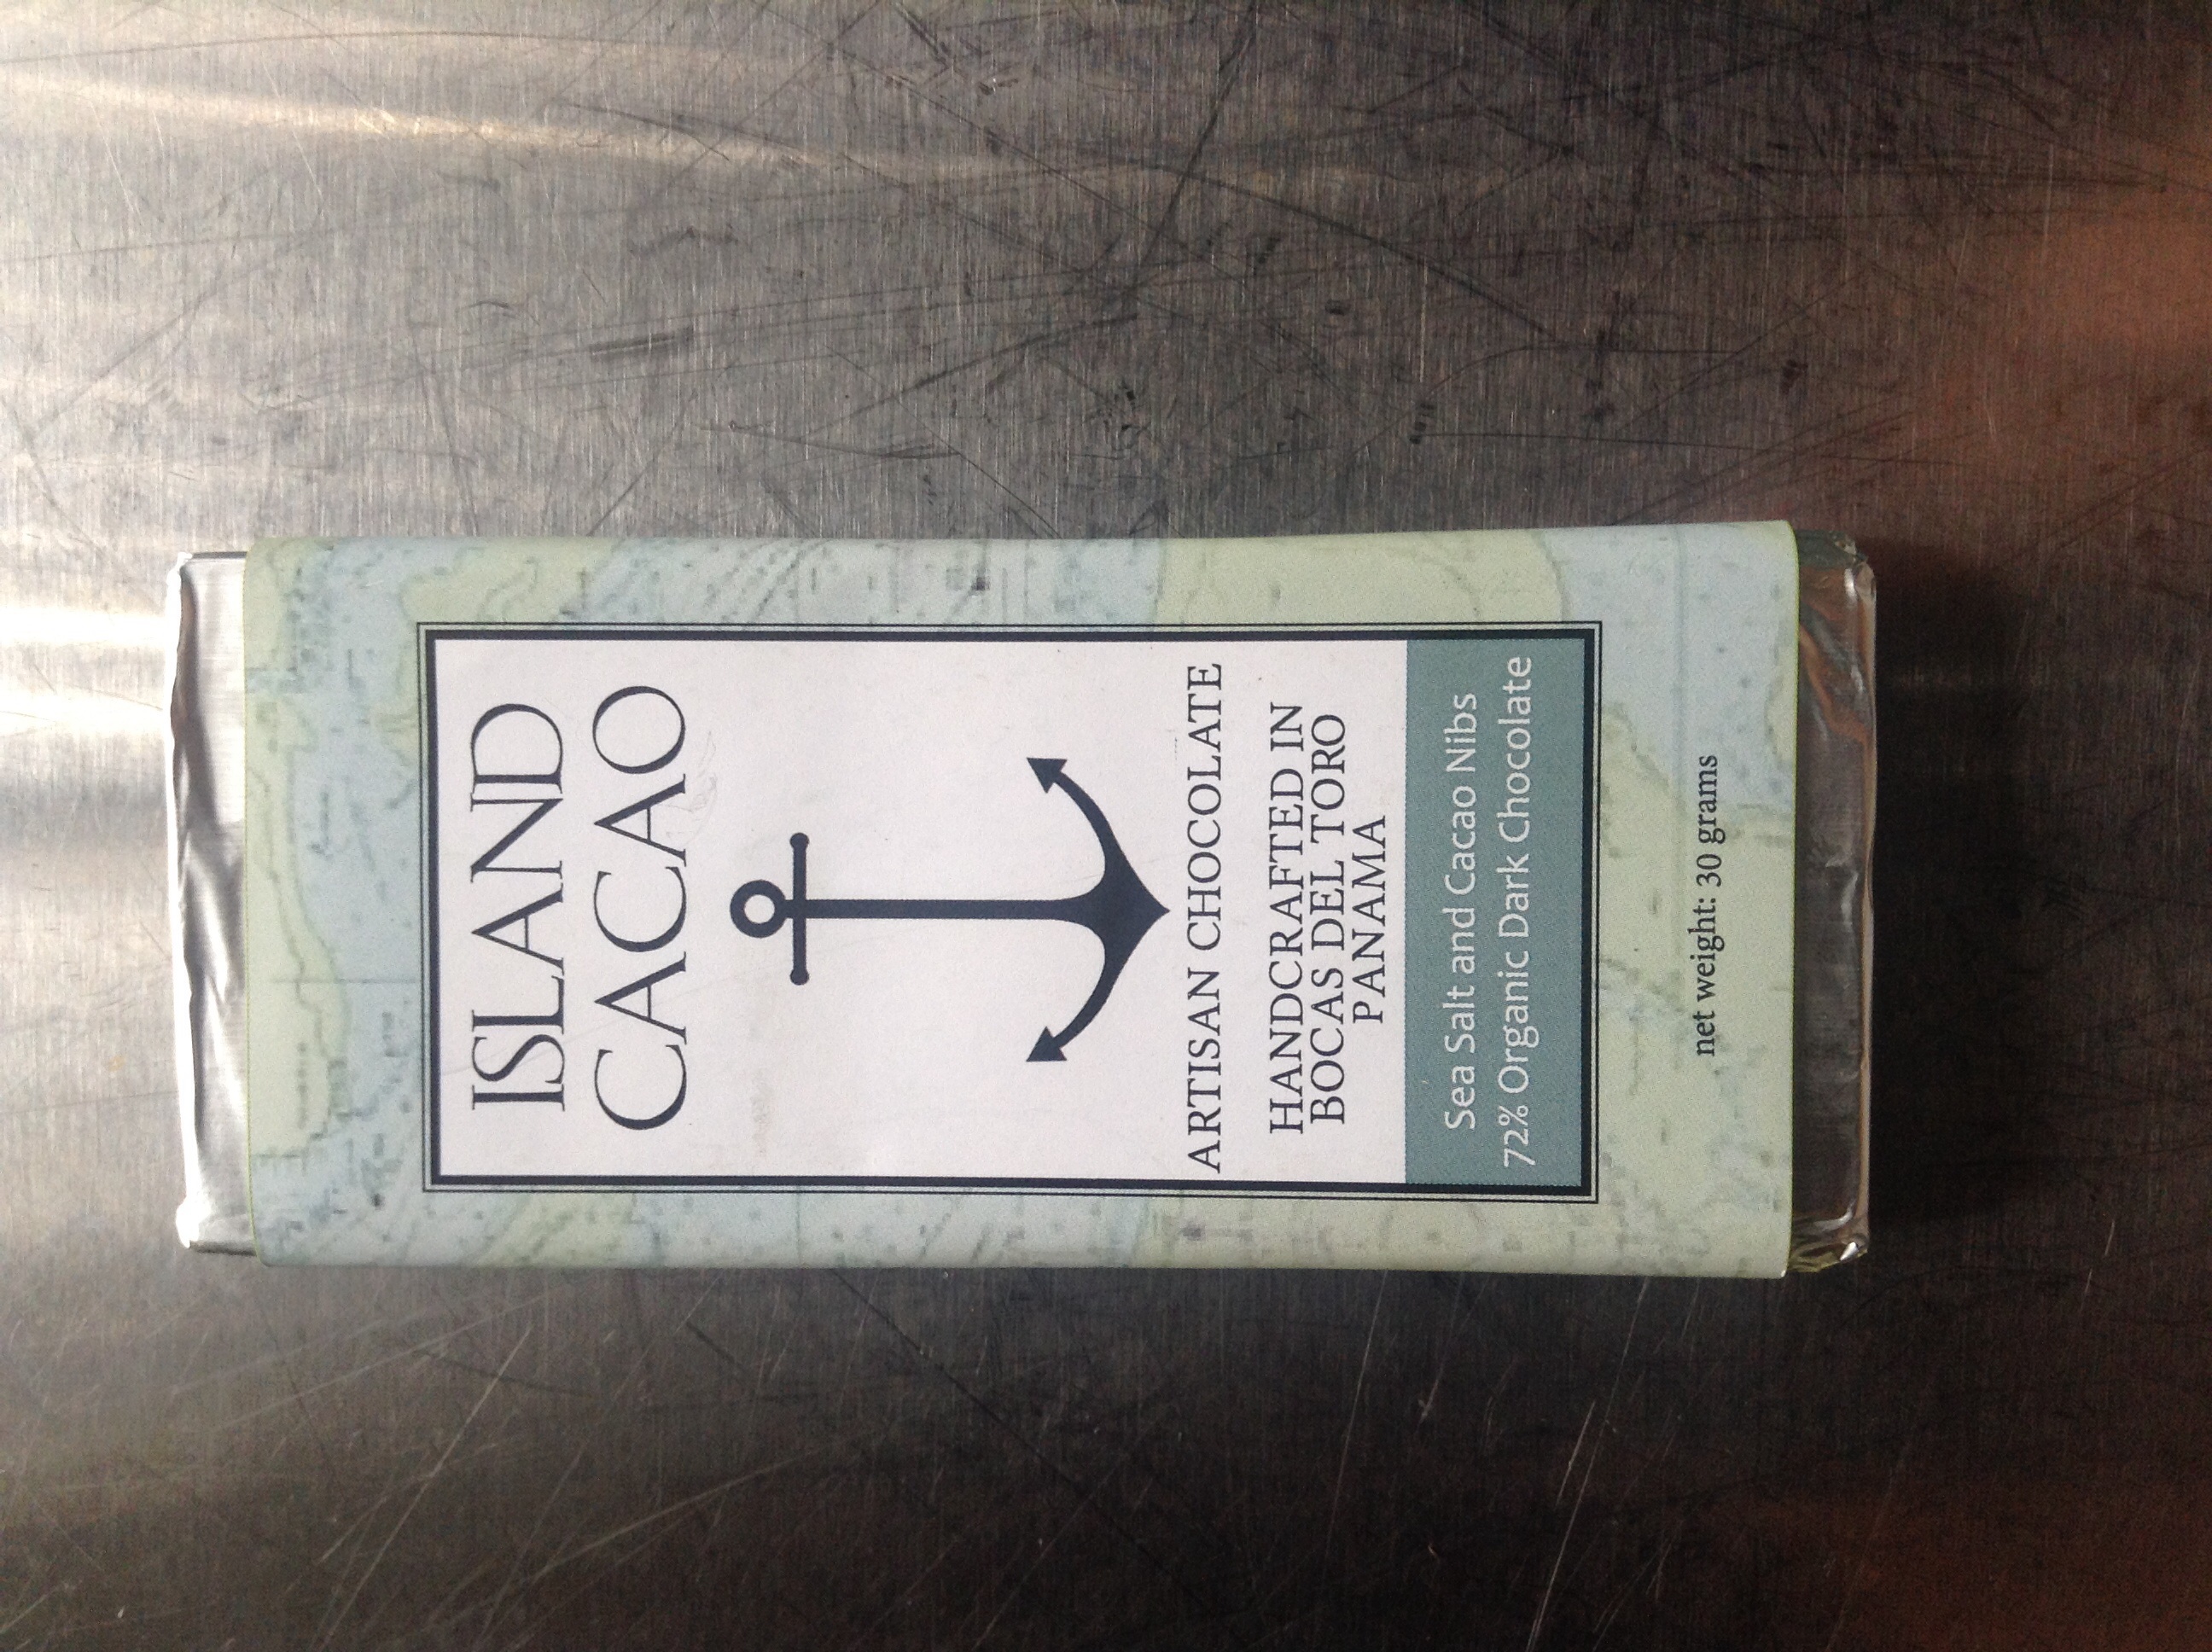 ISLAND
CACAO
ARTISAN CHOCOLATE
HANDCRAFTED IN
BOCAS DEL TORO
PANAMA
Sea Salt and Cacao Nibs
72% Organic Dark Chocolate
net weight: 30 grams